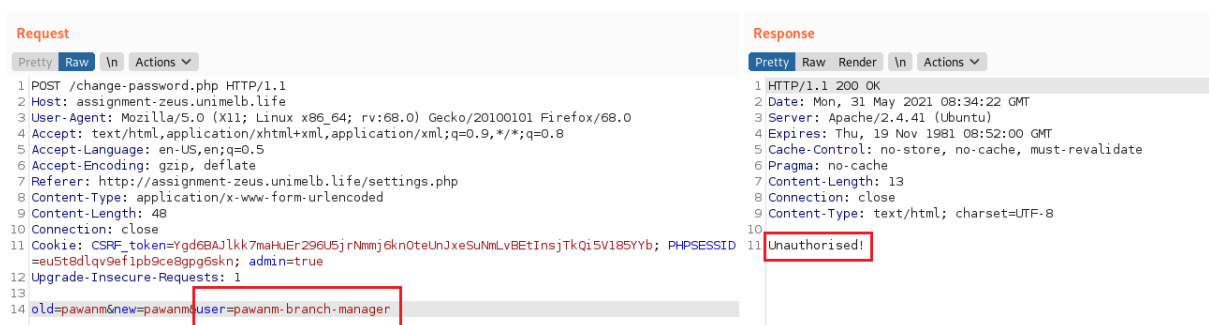 Request
Pretty Raw \n Actions
1 POST /change-password.php HTTP/1.1
2 Host: assignment-zeus.unimelb.life
3 User-Agent: Mozilla/5.0 (X11; Linux x86_64; rv:68.0) Gecko/20100101 Firefox/68.0
4 Accept: text/html,application/xhtml+xml,application/xml;q=0.9,*/*;q=0.8
5 Accept-Language: en-US,en;q=0.5
6 Accept-Encoding: gzip, deflate
7 Referer: http://assignment-zeus.unimelb.life/settings.php
8 Content-Type: application/x-www-form-urlencoded
9 Content-Length: 48
10 Connection: close
11 Cookie: CSRF_token=Ygd6BAJlkk7maHuEr296U5jrNmmj6knOteUnJxeSuNmLvBEtInsjTkQi5V185YYb; PHPSESSID
=eu5t8dlqv9ef1pb9ce8gpg6skn; admin=true
12 Upgrade-Insecure-Requests: 1
13
14 old=pawanm&new=pawanm&user=pawanm-branch-manager
Response
Pretty Raw Render \n Actions
1 HTTP/1.1 200 OK
2 Date: Mon, 31 May 2021 08:34:22 GMT
3 Server: Apache/2.4.41 (Ubuntu)
4 Expires: Thu, 19 Nov 1981 08:52:00 GMT
5 Cache-Control: no-store, no-cache, must-revalidate
6 Pragma: no-cache
7 Content-Length: 13
8 Connection: close
9 Content-Type: text/html; charset=UTF-8
10
11 Unauthorised!